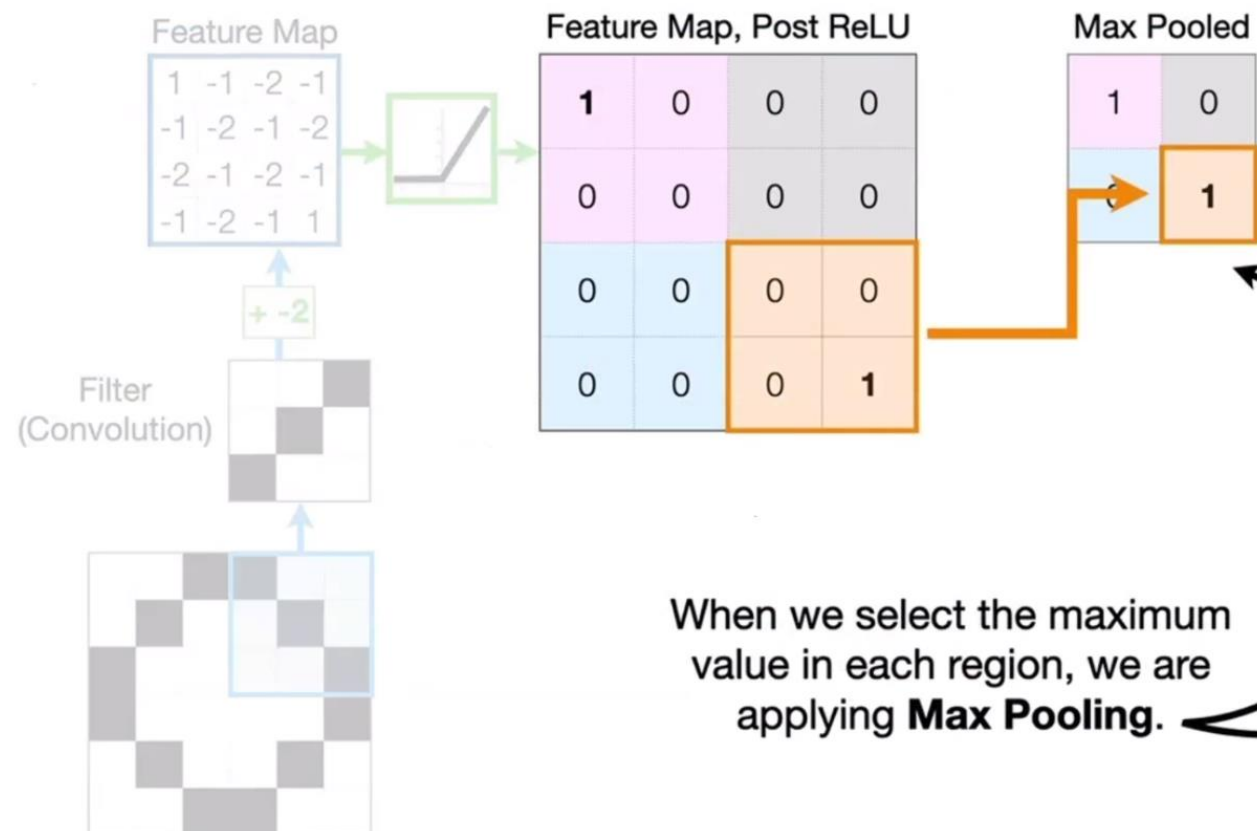 Feature Map
1 -1 -2 -1
-1 -2 -1 -2
-2 -1 -2 -1
-1 -2 -1 1
+ -2
Filter
(Convolution)
Feature Map, Post ReLU
1 0 0 0
0 0 0 0
0 0 0 0
0 0 0 1
Max Pooled
1 0
1
When we select the maximum
value in each region, we are
applying Max Pooling.